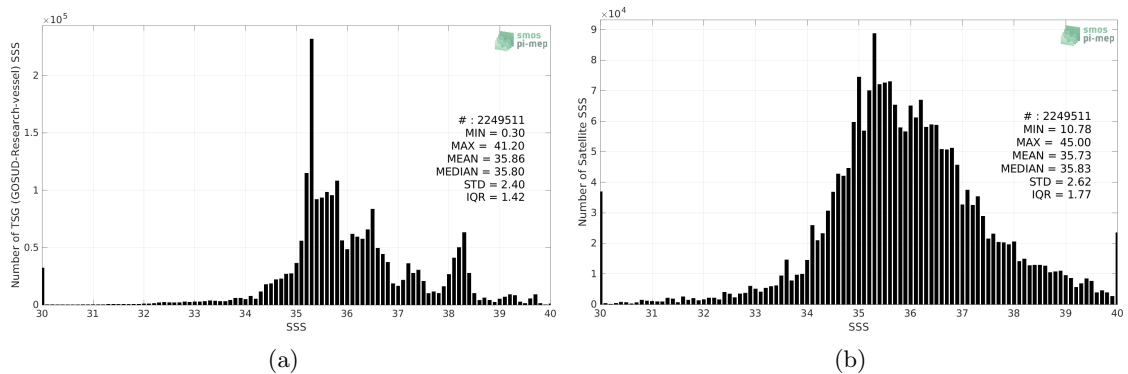 ×10⁵
smos
pi-mep
Number of TSG (GOSUD-Research-vessel) SSS
2
1.5
1
0.5
0
# : 2249511
MIN = 0.30
MAX = 41.20
MEAN = 35.86
MEDIAN = 35.80
STD = 2.40
IQR = 1.42
30 31 32 33 34 35 36 37 38 39 40
SSS
(a)
×10⁴
smos
pi-mep
Number of Satellite SSS
9
8
7
6
5
4
3
2
1
0
# : 2249511
MIN = 10.78
MAX = 45.00
MEAN = 35.73
MEDIAN = 35.83
STD = 2.62
IQR = 1.77
30 31 32 33 34 35 36 37 38 39 40
SSS
(b)